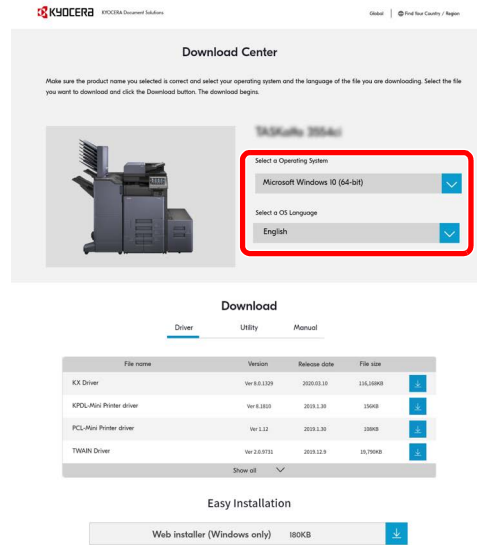 KYOCERA KYOCERA Document Solutions Global Find Your Country / Region
Download Center
Make sure the product name you selected is correct and select your operating system and the language of the file you are downloading. Select the file
you want to download and click the Download button. The download begins.
Select a Operating System
Microsoft Windows 10 (64-bit)
Select a OS Language
English
Download
Driver Utility Manual
File name Version Release date File size
KX Driver Ver 8.0.1329 2020.03.10 116,168KB
KPDL-Mini Printer driver Ver 8.1810 2019.1.30 156KB
PCL-Mini Printer driver Ver 1.12 2019.1.30 108KB
TWAIN Driver Ver 2.0.9731 2019.12.9 19,790KB
Show all
Easy Installation
Web installer (Windows only) 180KB